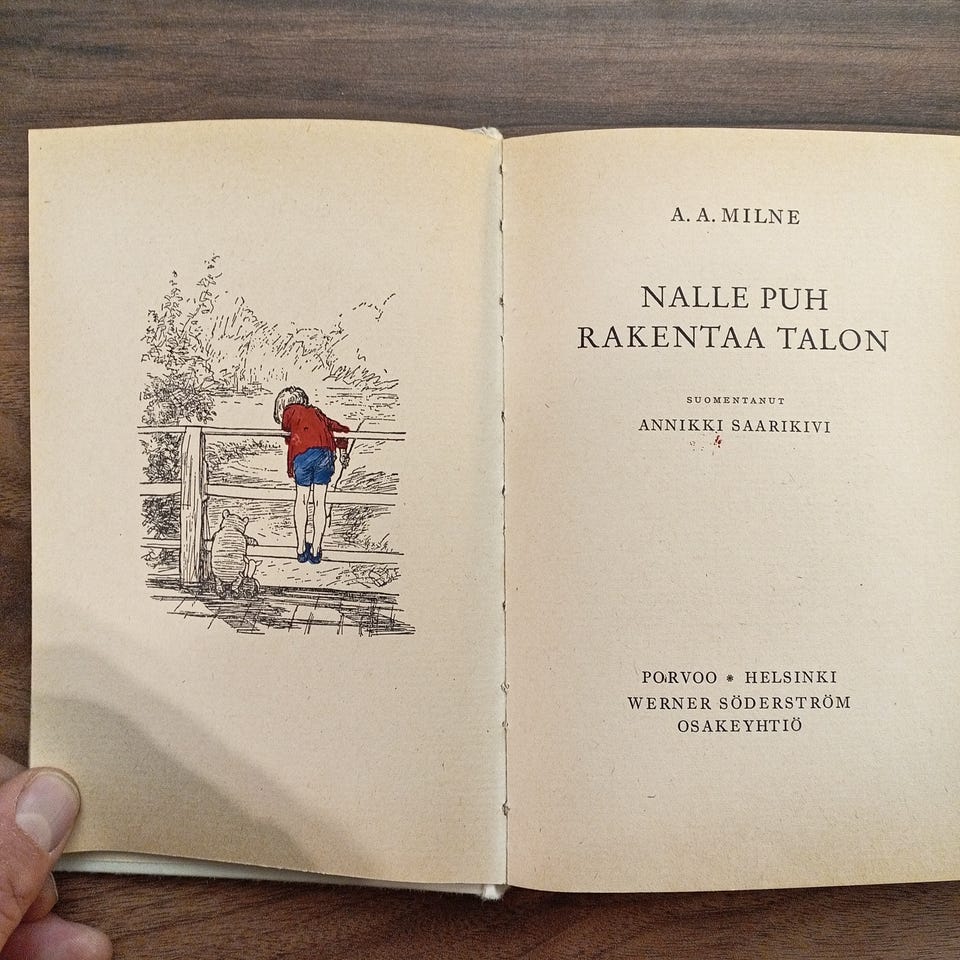 A. A. MILNE
NALLE PUH
RAKENTAA TALON
SUOMENTANUT
ANNIKKI SAARIKIVI
PORVOO * HELSINKI
WERNER SÖDERSTRÖM
OSAKEYHTIÖ